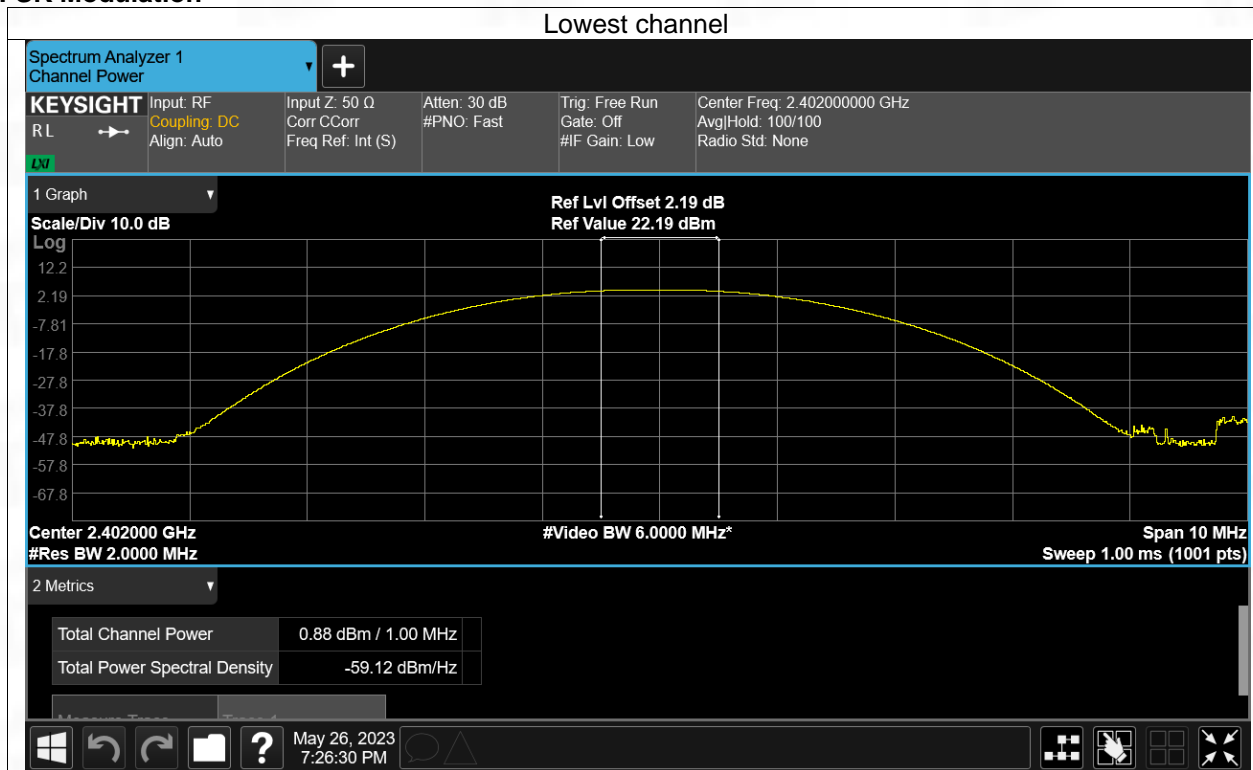 Lowest channel
Spectrum Analyzer 1
Channel Power
KEYSIGHT
RL
LXI
Input: RF
Coupling: DC
Align: Auto
Input Z: 50 Ω
Corr CCorr
Freq Ref: Int (S)
Atten: 30 dB
#PNO: Fast
Trig: Free Run
Gate: Off
#IF Gain: Low
Center Freq: 2.402000000 GHz
Avg|Hold: 100/100
Radio Std: None
1 Graph
Scale/Div 10.0 dB
Ref Lvl Offset 2.19 dB
Ref Value 22.19 dBm
Log
12.2
2.19
-7.81
-17.8
-27.8
-37.8
-47.8
-57.8
-67.8
Center 2.402000 GHz
#Video BW 6.0000 MHz*
Span 10 MHz
#Res BW 2.0000 MHz
Sweep 1.00 ms (1001 pts)
2 Metrics
Total Channel Power 0.88 dBm / 1.00 MHz
Total Power Spectral Density -59.12 dBm/Hz
?
May 26, 2023
7:26:30 PM